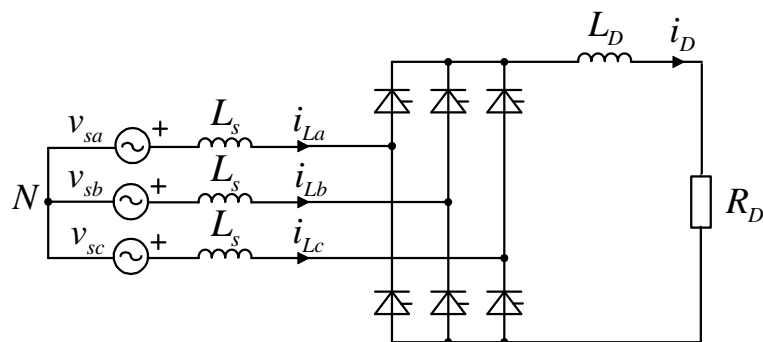 L_D
i_D
v_sa
+
L_s
i_La
N
v_sb
+
L_s
i_Lb
R_D
v_sc
+
L_s
i_Lc